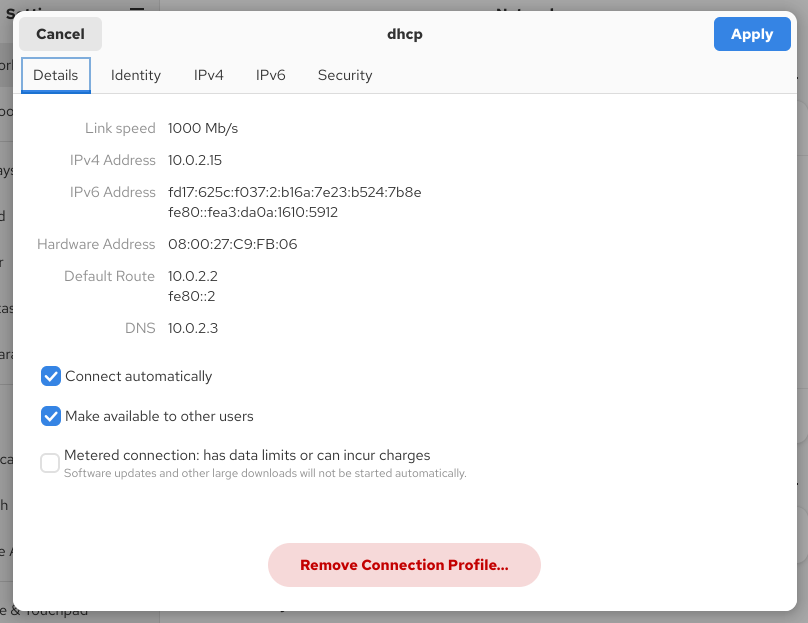 Cancel
dhcp
Apply
Details
Identity
IPv4
IPv6
Security
Link speed 1000 Mb/s
IPv4 Address 10.0.2.15
IPv6 Address fd17:625c:f037:2:b16a:7e23:b524:7b8e
fe80::fea3:da0a:1610:5912
Hardware Address 08:00:27:C9:FB:06
Default Route 10.0.2.2
fe80::2
DNS 10.0.2.3
Connect automatically
Make available to other users
Metered connection: has data limits or can incur charges
Software updates and other large downloads will not be started automatically.
Remove Connection Profile...